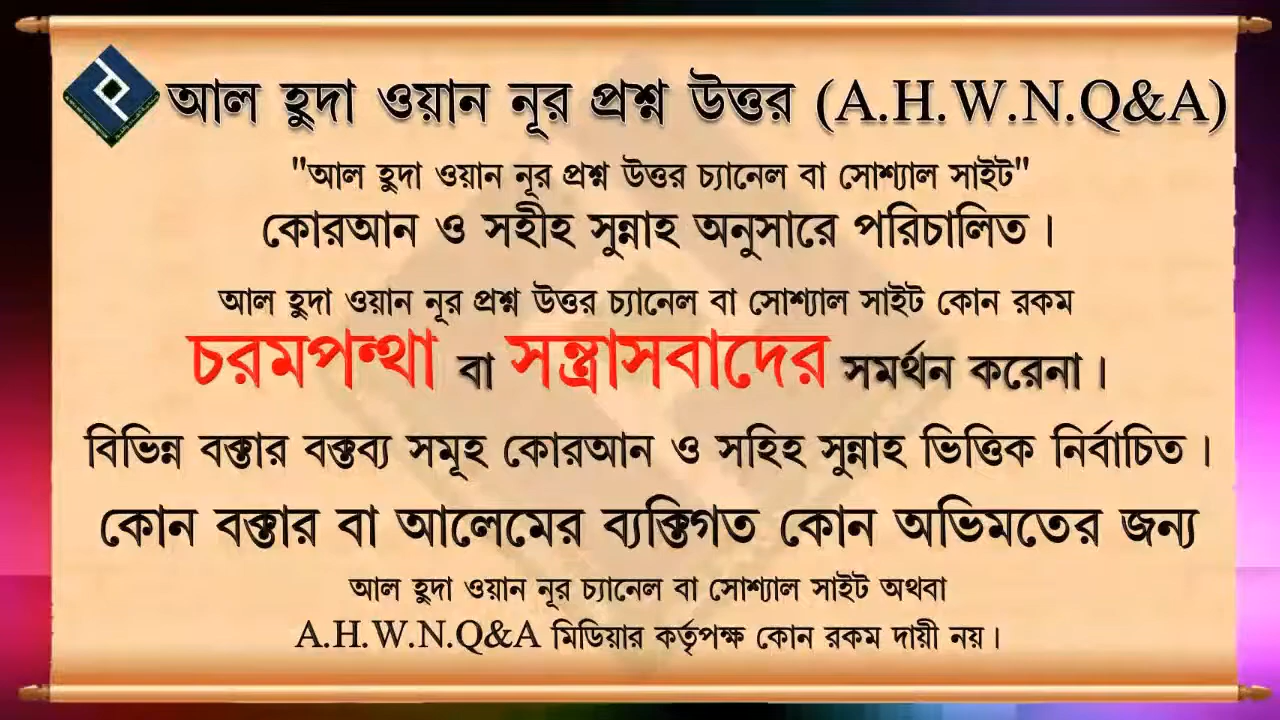 আল হুদা ওয়ান নূর প্রশ্ন উত্তর (A.H.W.N.Q&A)
"আল হুদা ওয়ান নূর প্রশ্ন উত্তর চ্যানেল বা সোশ্যাল সাইট"
কোরআন ও সহীহ সুন্নাহ অনুসারে পরিচালিত।
আল হুদা ওয়ান নূর প্রশ্ন উত্তর চ্যানেল বা সোশ্যাল সাইট কোন রকম
চরমপন্থা বা সন্ত্রাসবাদের সমর্থন করেনা।
বিভিন্ন বক্তার বক্তব্য সমূহ কোরআন ও সহিহ সুন্নাহ ভিত্তিক নির্বাচিত।
কোন বক্তার বা আলেমের ব্যক্তিগত কোন অভিমতের জন্য
আল হুদা ওয়ান নূর চ্যানেল বা সোশ্যাল সাইট অথবা
A.H.W.N.Q&A মিডিয়ার কর্তৃপক্ষ কোন রকম দায়ী নয়।